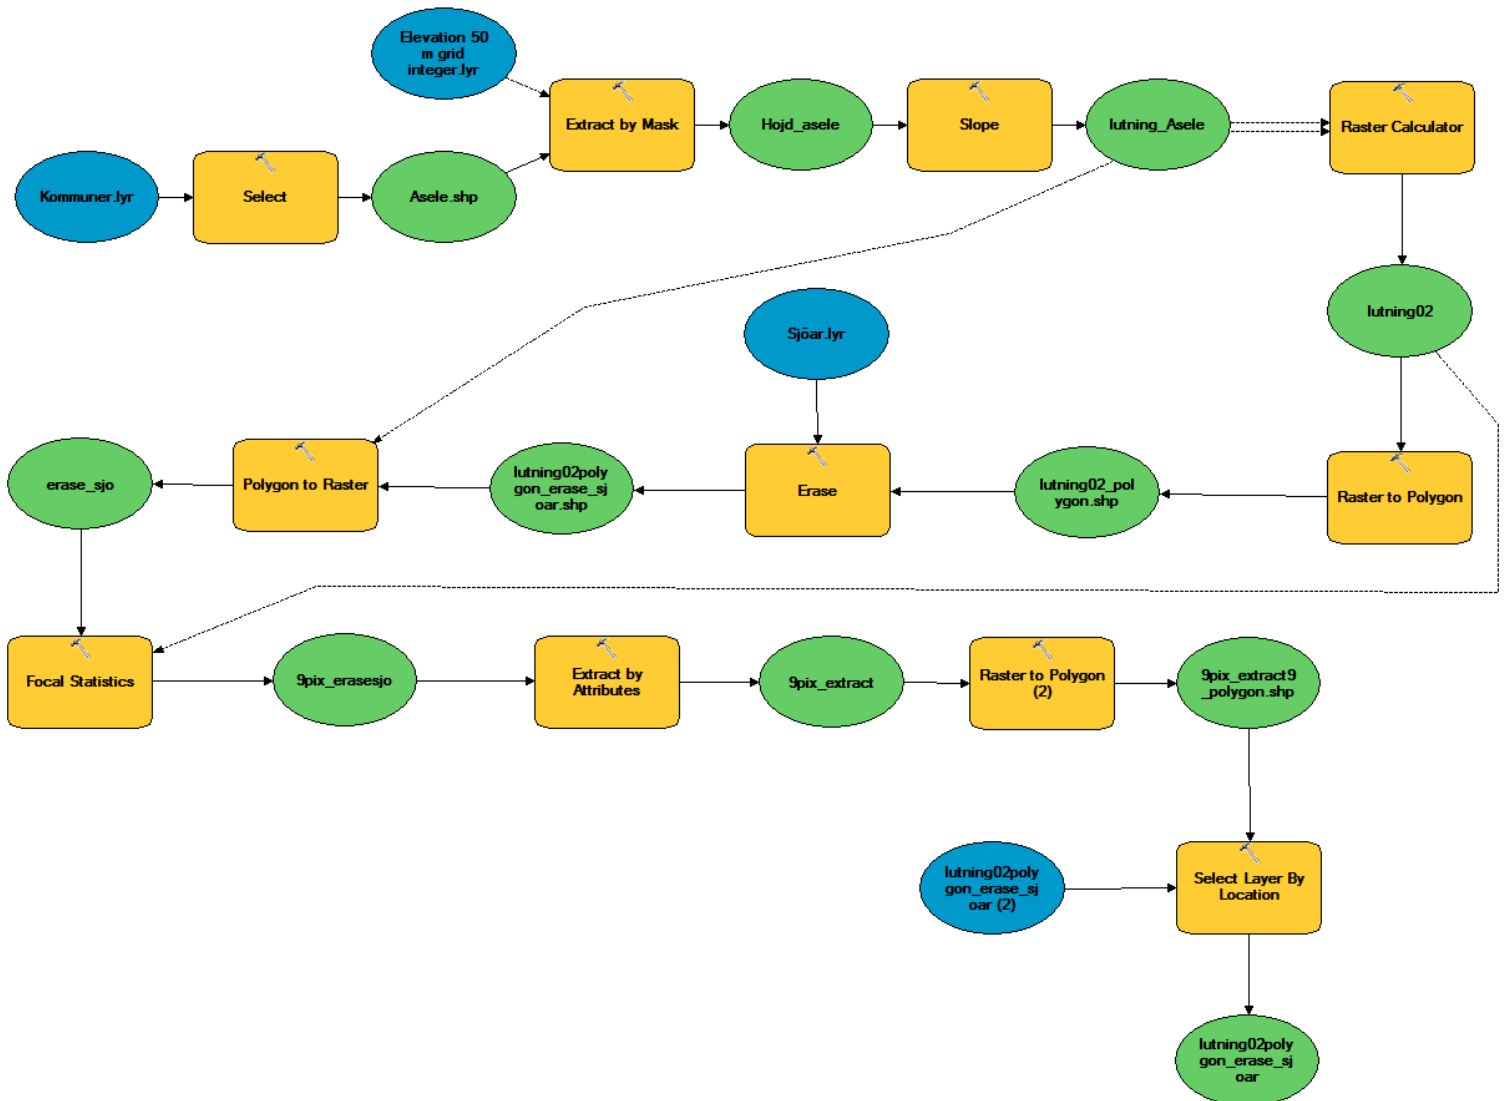 Elevation 50
m grid
integer.lyr
Extract by Mask
Hojd_asele
Slope
lutning_Asele
Raster Calculator
Kommuner.lyr
Select
Asele.shp
lutning02
Sjöar.lyr
erase_sjo
Polygon to Raster
lutning02poly
gon_erase_sj
oar.shp
Erase
lutning02_pol
ygon.shp
Raster to Polygon
Focal Statistics
9pix_erasesjo
Extract by
Attributes
9pix_extract
Raster to Polygon
(2)
9pix_extract9
_polygon.shp
lutning02poly
gon_erase_sj
oar (2)
Select Layer By
Location
lutning02poly
gon_erase_sj
oar